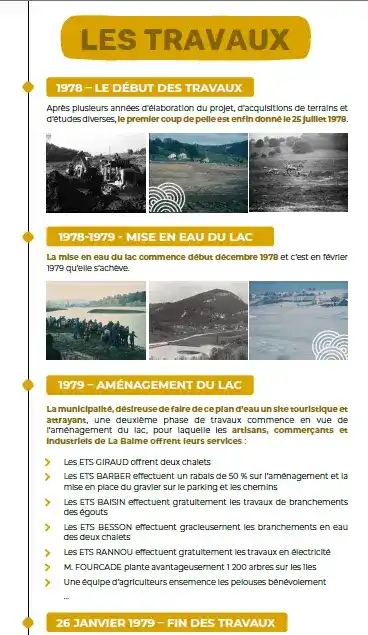 LES TRAVAUX
1978 – LE DÉBUT DES TRAVAUX
Après plusieurs années d'élaboration du projet, d'acquisitions de terrains et
d'études diverses, le premier coup de pelle est enfin donné le 25 juillet 1978.
1978-1979 - MISE EN EAU DU LAC
La mise en eau du lac commence début décembre 1978 et c'est en février
1979 qu'elle s'achève.
1979 – AMÉNAGEMENT DU LAC
La municipalité, désireuse de faire de ce plan d'eau un site touristique et
attrayant, une deuxième phase de travaux commence en vue de
l'aménagement du lac, pour laquelle les artisans, commerçants et
industriels de La Balme offrent leurs services :
Les ETS GIRAUD offrent deux chalets
Les ETS BARBER effectuent un rabais de 50 % sur l'aménagement et la
mise en place du gravier sur le parking et les chemins
Les ETS BAISIN effectuent gratuitement les travaux de branchements
des égouts
Les ETS BESSON effectuent gracieusement les branchements en eau
des deux chalets
Les ETS RANNOU effectuent gratuitement les travaux en électricité
M. FOURCADE plante avantageusement 1 200 arbres sur les îles
Une équipe d'agriculteurs ensemence les pelouses bénévolement
...
26 JANVIER 1979 – FIN DES TRAVAUX